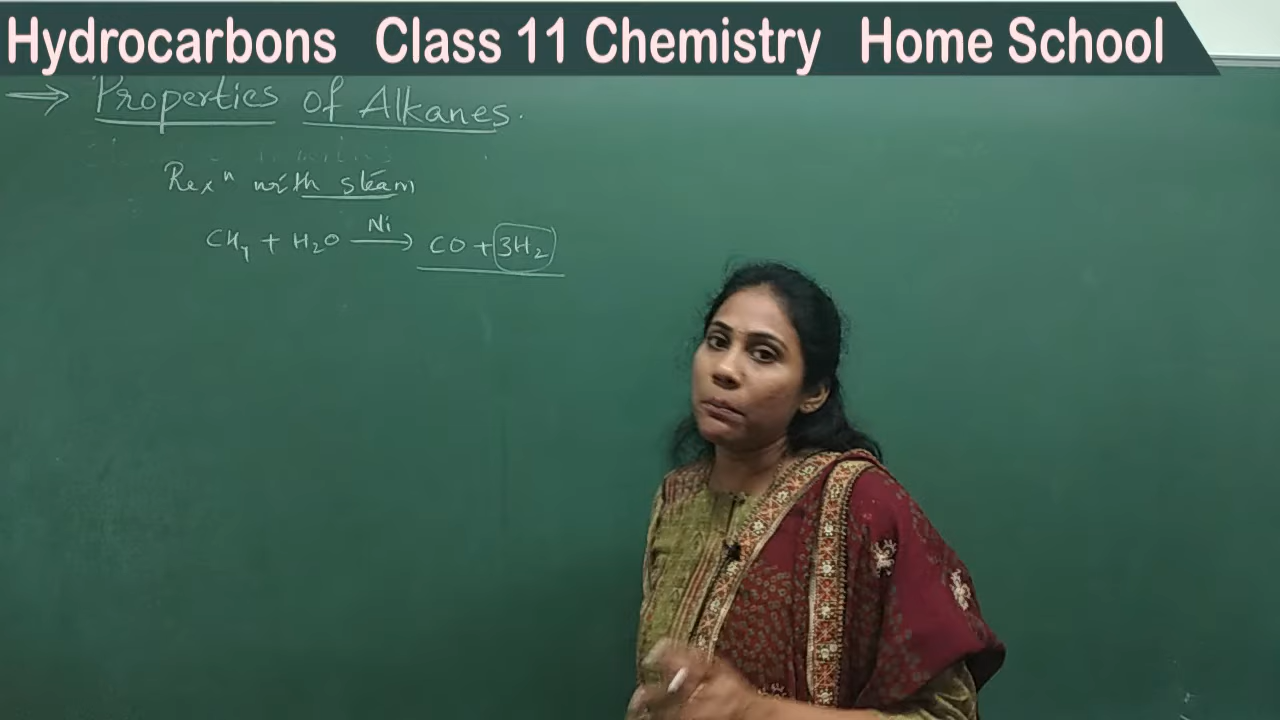 Hydrocarbons Class 11 Chemistry Home School
→ Properties of Alkanes.
Rexⁿ with steam
CH₄ + H₂O —Ni→ CO + 3H₂